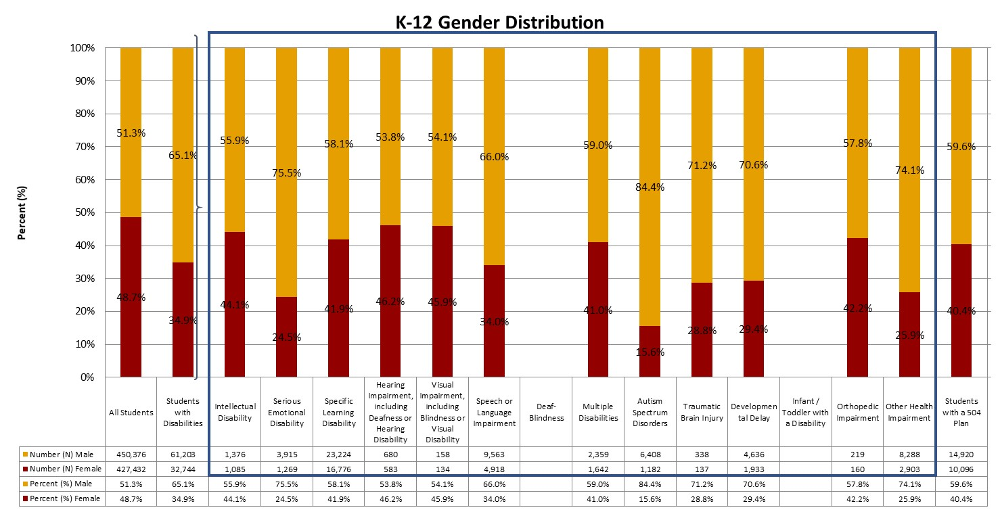 K-12 Gender Distribution
Percent (%)
100%
90%
80%
70%
60%
50%
40%
30%
20%
10%
0%
51.3% 65.1% 55.9% 75.5% 58.1% 53.8% 54.1% 66.0% 59.0% 84.4% 71.2% 70.6% 57.8% 74.1% 59.6%
48.7% 34.9% 44.1% 24.5% 41.9% 46.2% 45.9% 34.0% 41.0% 15.6% 28.8% 29.4% 42.2% 25.9% 40.4%
All Students
Students
with
Disabilities
Intellectual
Disability
Serious
Emotional
Disability
Specific
Learning
Disability
Hearing
Impairment,
including
Deafness or
Hearing
Disability
Visual
Impairment,
including
Blindness or
Visual
Disability
Speech or
Language
Impairment
Deaf-
Blindness
Multiple
Disabilities
Autism
Spectrum
Disorders
Traumatic
Brain Injury
Developmen
tal Delay
Infant /
Toddler with
a Disability
Orthopedic
Impairment
Other Health
Impairment
Students
with a 504
Plan
Number (N) Male 450,376 61,203 1,376 3,915 23,224 680 158 9,563 2,359 6,408 338 4,636 219 8,288 14,920
Number (N) Female 427,432 32,744 1,085 1,269 16,776 583 134 4,918 1,642 1,182 137 1,933 160 2,903 10,096
Percent (%) Male 51.3% 65.1% 55.9% 75.5% 58.1% 53.8% 54.1% 66.0% 59.0% 84.4% 71.2% 70.6% 57.8% 74.1% 59.6%
Percent (%) Female 48.7% 34.9% 44.1% 24.5% 41.9% 46.2% 45.9% 34.0% 41.0% 15.6% 28.8% 29.4% 42.2% 25.9% 40.4%